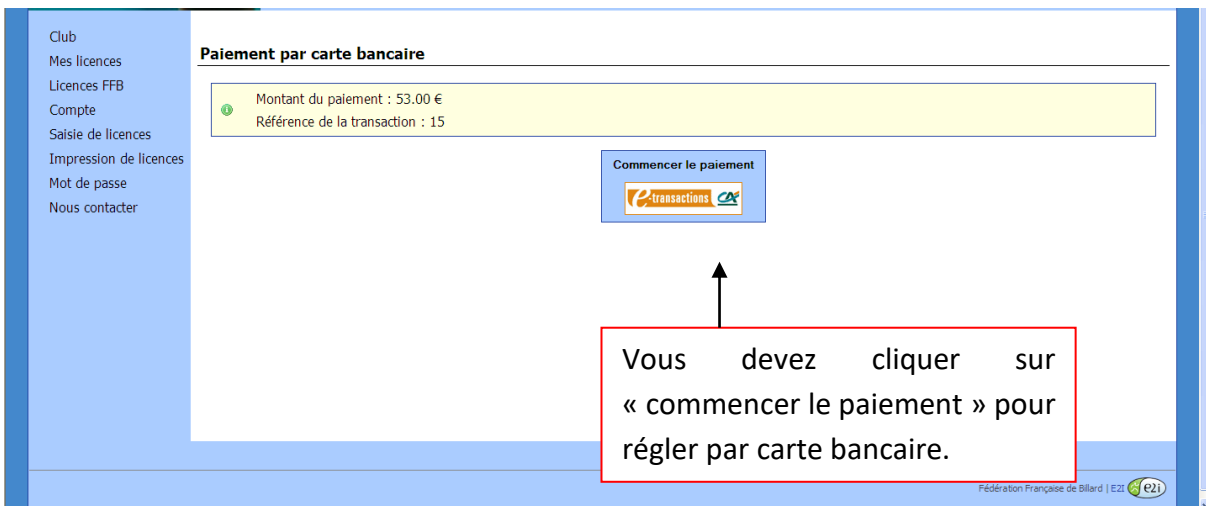 Club
Mes licences
Licences FFB
Compte
Saisie de licences
Impression de licences
Mot de passe
Nous contacter
Paiement par carte bancaire
Montant du paiement : 53.00 €
Référence de la transaction : 15
Commencer le paiement
e-transactions CA
Vous devez cliquer sur
« commencer le paiement » pour
régler par carte bancaire.
Fédération Française de Billard | E2I e2i